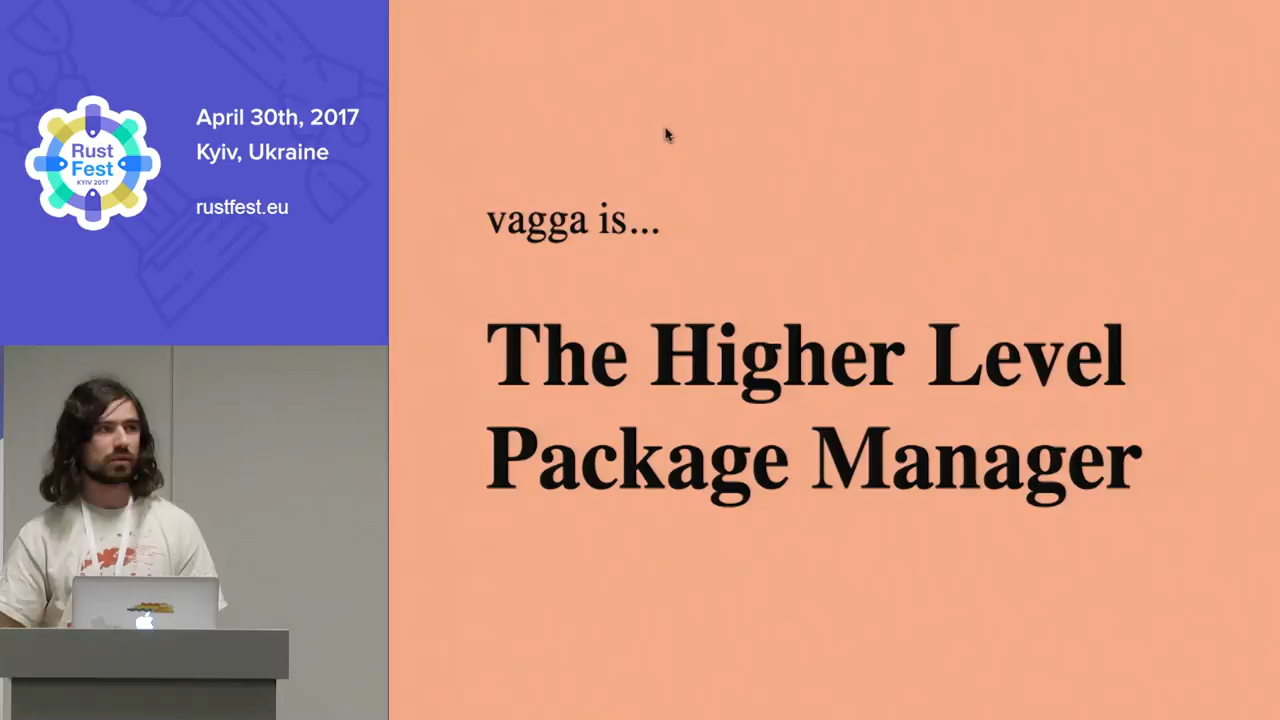 Rust
Fest
KYIV 2017
April 30th, 2017
Kyiv, Ukraine
rustfest.eu
vagga is...
The Higher Level
Package Manager